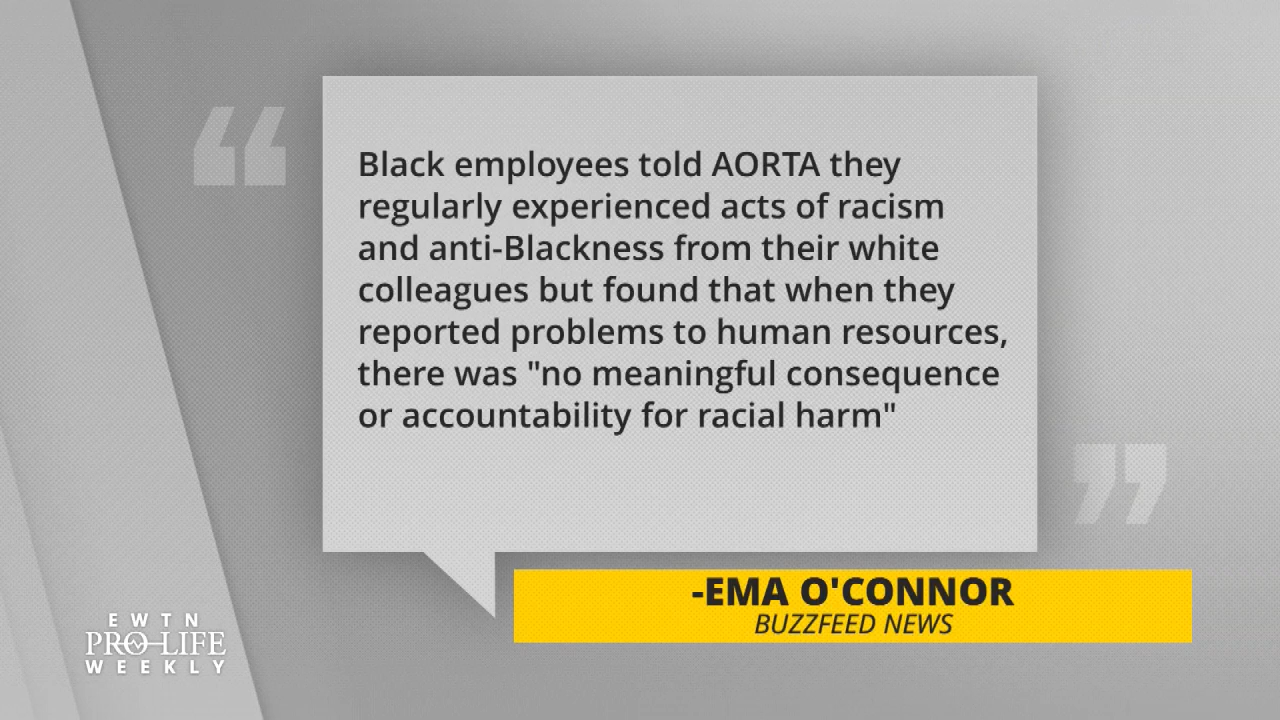 “
Black employees told AORTA they
regularly experienced acts of racism
and anti-Blackness from their white
colleagues but found that when they
reported problems to human resources,
there was "no meaningful consequence
or accountability for racial harm"
”
-EMA O'CONNOR
BUZZFEED NEWS
EWTN
PRO-LIFE
WEEKLY